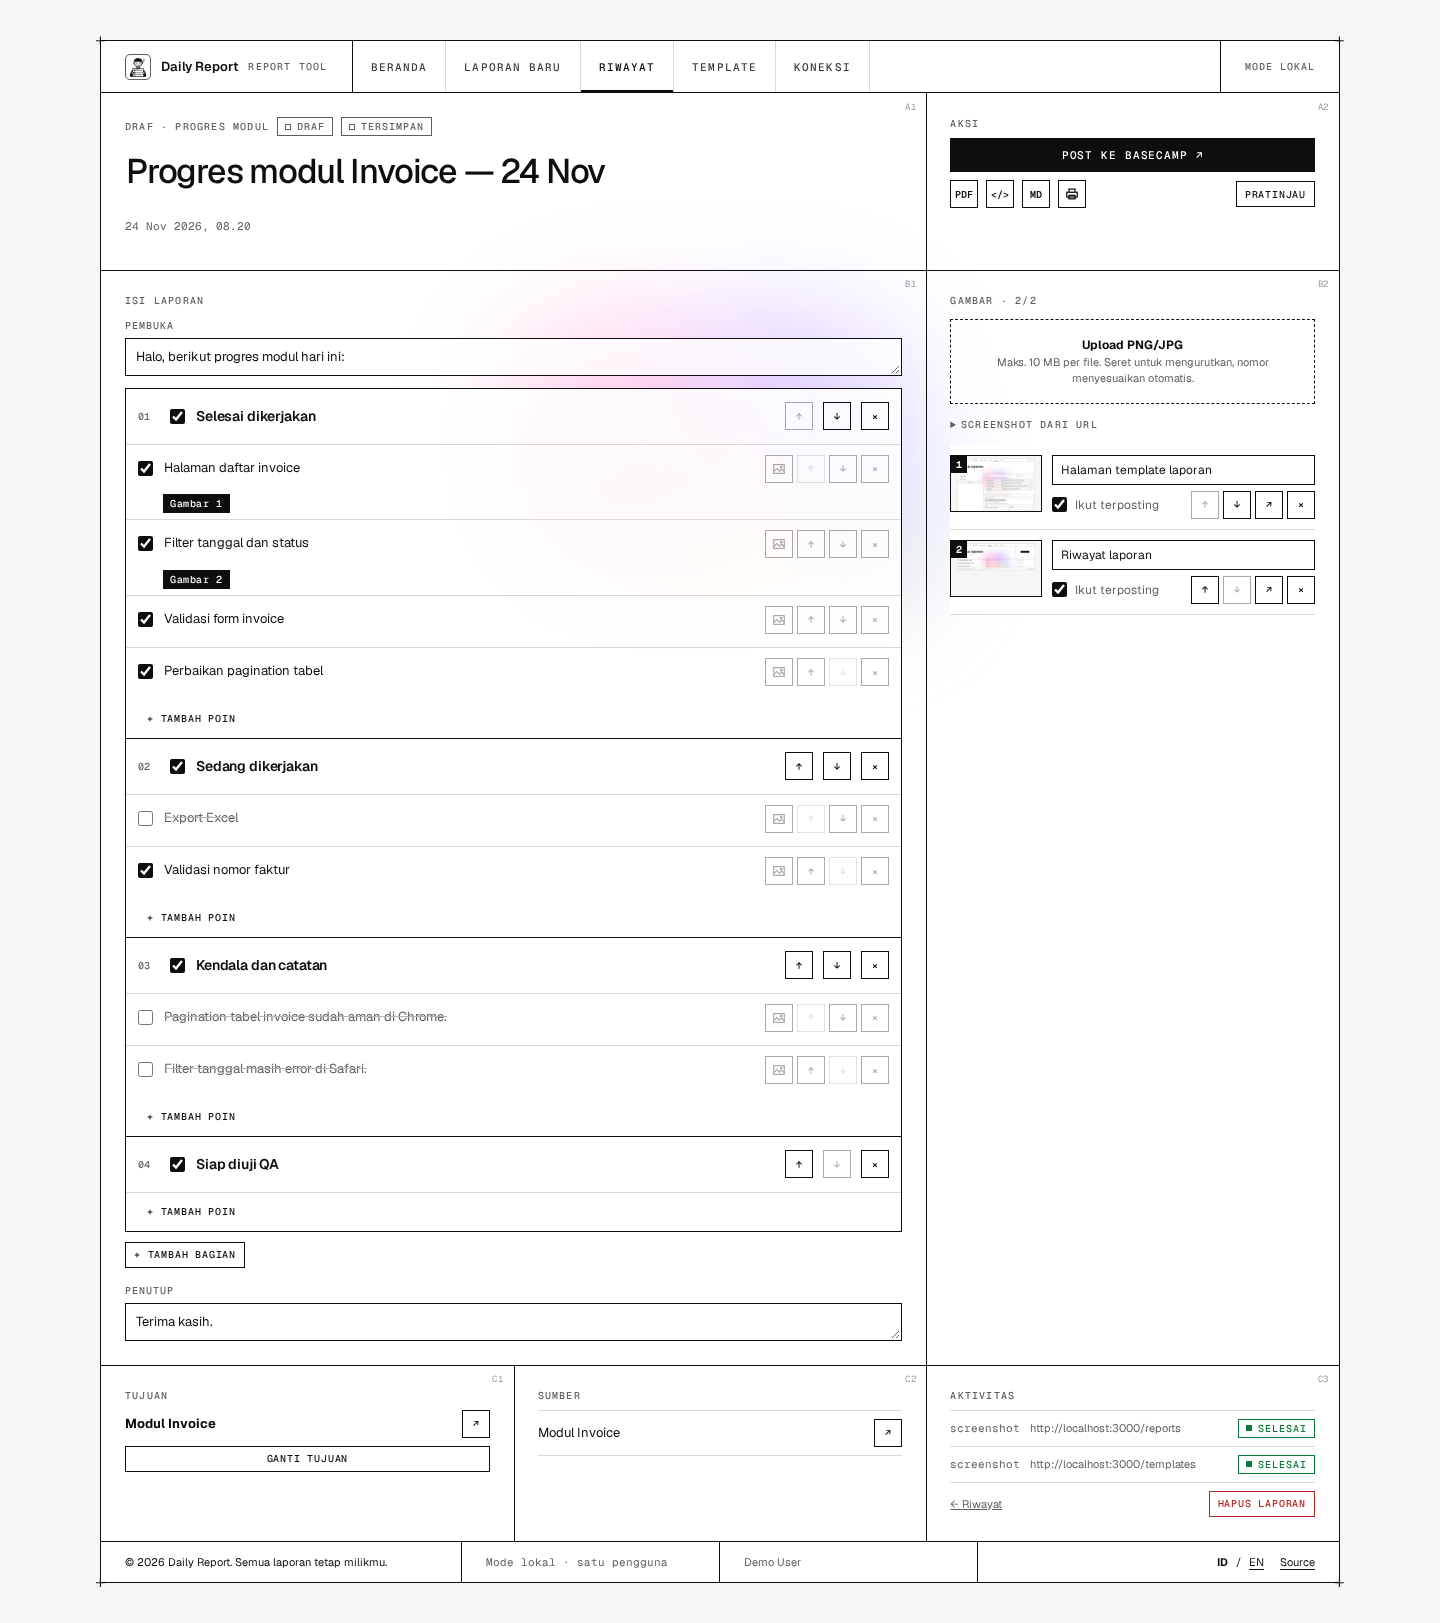 Daily Report REPORT TOOL BERANDA LAPORAN BARU RIWAYAT TEMPLATE KONEKSI MODE LOKAL
A1
DRAF · PROGRES MODUL DRAF TERSIMPAN
Progres modul Invoice — 24 Nov
24 Nov 2026, 08.20
A2
AKSI
POST KE BASECAMP ↗
PDF </> MD PRATINJAU
B1
ISI LAPORAN
PEMBUKA
Halo, berikut progres modul hari ini:
01 Selesai dikerjakan ↑ ↓ ×
Halaman daftar invoice ↑ ↓ ×
Gambar 1
Filter tanggal dan status ↑ ↓ ×
Gambar 2
Validasi form invoice ↑ ↓ ×
Perbaikan pagination tabel ↑ ↓ ×
+ TAMBAH POIN
02 Sedang dikerjakan ↑ ↓ ×
Export Excel ↑ ↓ ×
Validasi nomor faktur ↑ ↓ ×
+ TAMBAH POIN
03 Kendala dan catatan ↑ ↓ ×
Pagination tabel invoice sudah aman di Chrome. ↑ ↓ ×
Filter tanggal masih error di Safari. ↑ ↓ ×
+ TAMBAH POIN
04 Siap diuji QA ↑ ↓ ×
+ TAMBAH POIN
+ TAMBAH BAGIAN
PENUTUP
Terima kasih.
B2
GAMBAR · 2/2
Upload PNG/JPG
Maks. 10 MB per file. Seret untuk mengurutkan, nomor
menyesuaikan otomatis.
▶ SCREENSHOT DARI URL
1 Halaman template laporan
Ikut terposting ↑ ↓ ↗ ×
2 Riwayat laporan
Ikut terposting ↑ ↓ ↗ ×
C1
TUJUAN
Modul Invoice ↗
GANTI TUJUAN
C2
SUMBER
Modul Invoice ↗
C3
AKTIVITAS
screenshot http://localhost:3000/reports SELESAI
screenshot http://localhost:3000/templates SELESAI
← Riwayat HAPUS LAPORAN
© 2026 Daily Report. Semua laporan tetap milikmu. Mode lokal · satu pengguna Demo User ID / EN Source